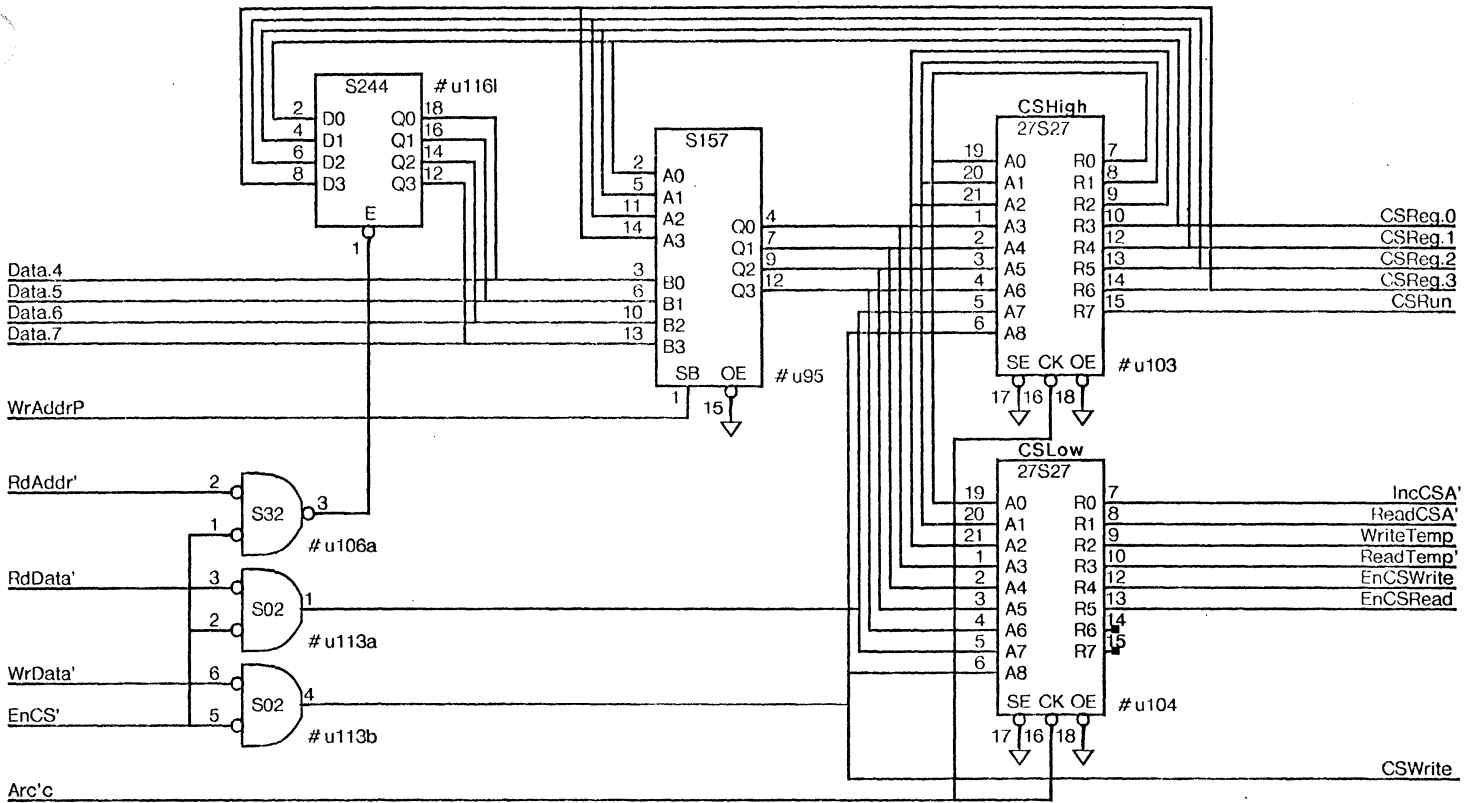 S244
#u116l
2 D0 Q0 18
4 D1 Q1 16
6 D2 Q2 14
8 D3 Q3 12
E
1
S157
2 A0
5 A1
11 A2
14 A3
Q0 4
Q1 7
Q2 9
Q3 12
3 B0
6 B1
10 B2
13 B3
SB OE
1 15
#u95
CSHigh
27S27
19 A0 R0 7
20 A1 R1 8
21 A2 R2 9
1 A3 R3 10 CSReg.0
2 A4 R4 12 CSReg.1
3 A5 R5 13 CSReg.2
4 A6 R6 14 CSReg.3
5 A7 R7 15 CSRun
6 A8
SE CK OE
17 16 18
#u103
Data.4
Data.5
Data.6
Data.7
WrAddrP
RdAddr' 2
1
S32
3
#u106a
RdData' 3
2
S02
1
#u113a
WrData' 6
EnCS' 5
S02
4
#u113b
Arc'c
CSLow
27S27
19 A0 R0 7 IncCSA'
20 A1 R1 8 ReadCSA'
21 A2 R2 9 WriteTemp
1 A3 R3 10 ReadTemp'
2 A4 R4 12 EnCSWrite
3 A5 R5 13 EnCSRead
4 A6 R6 14
5 A7 R7 15
6 A8
SE CK OE
17 16 18
#u104
CSWrite